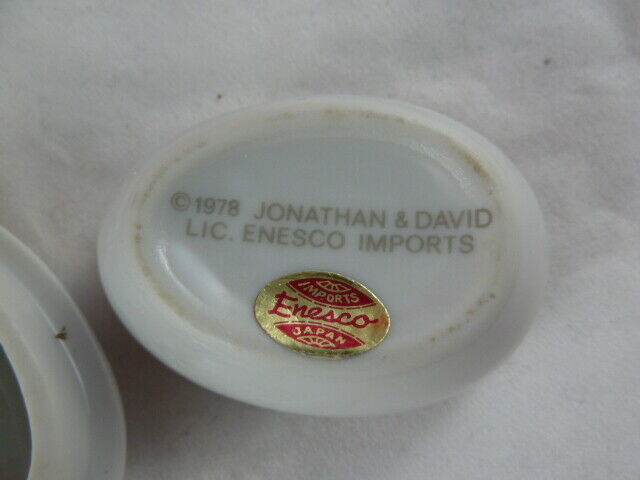 ©1978 JONATHAN & DAVID
LIC. ENESCO IMPORTS
IMPORTS
Enesco
JAPAN